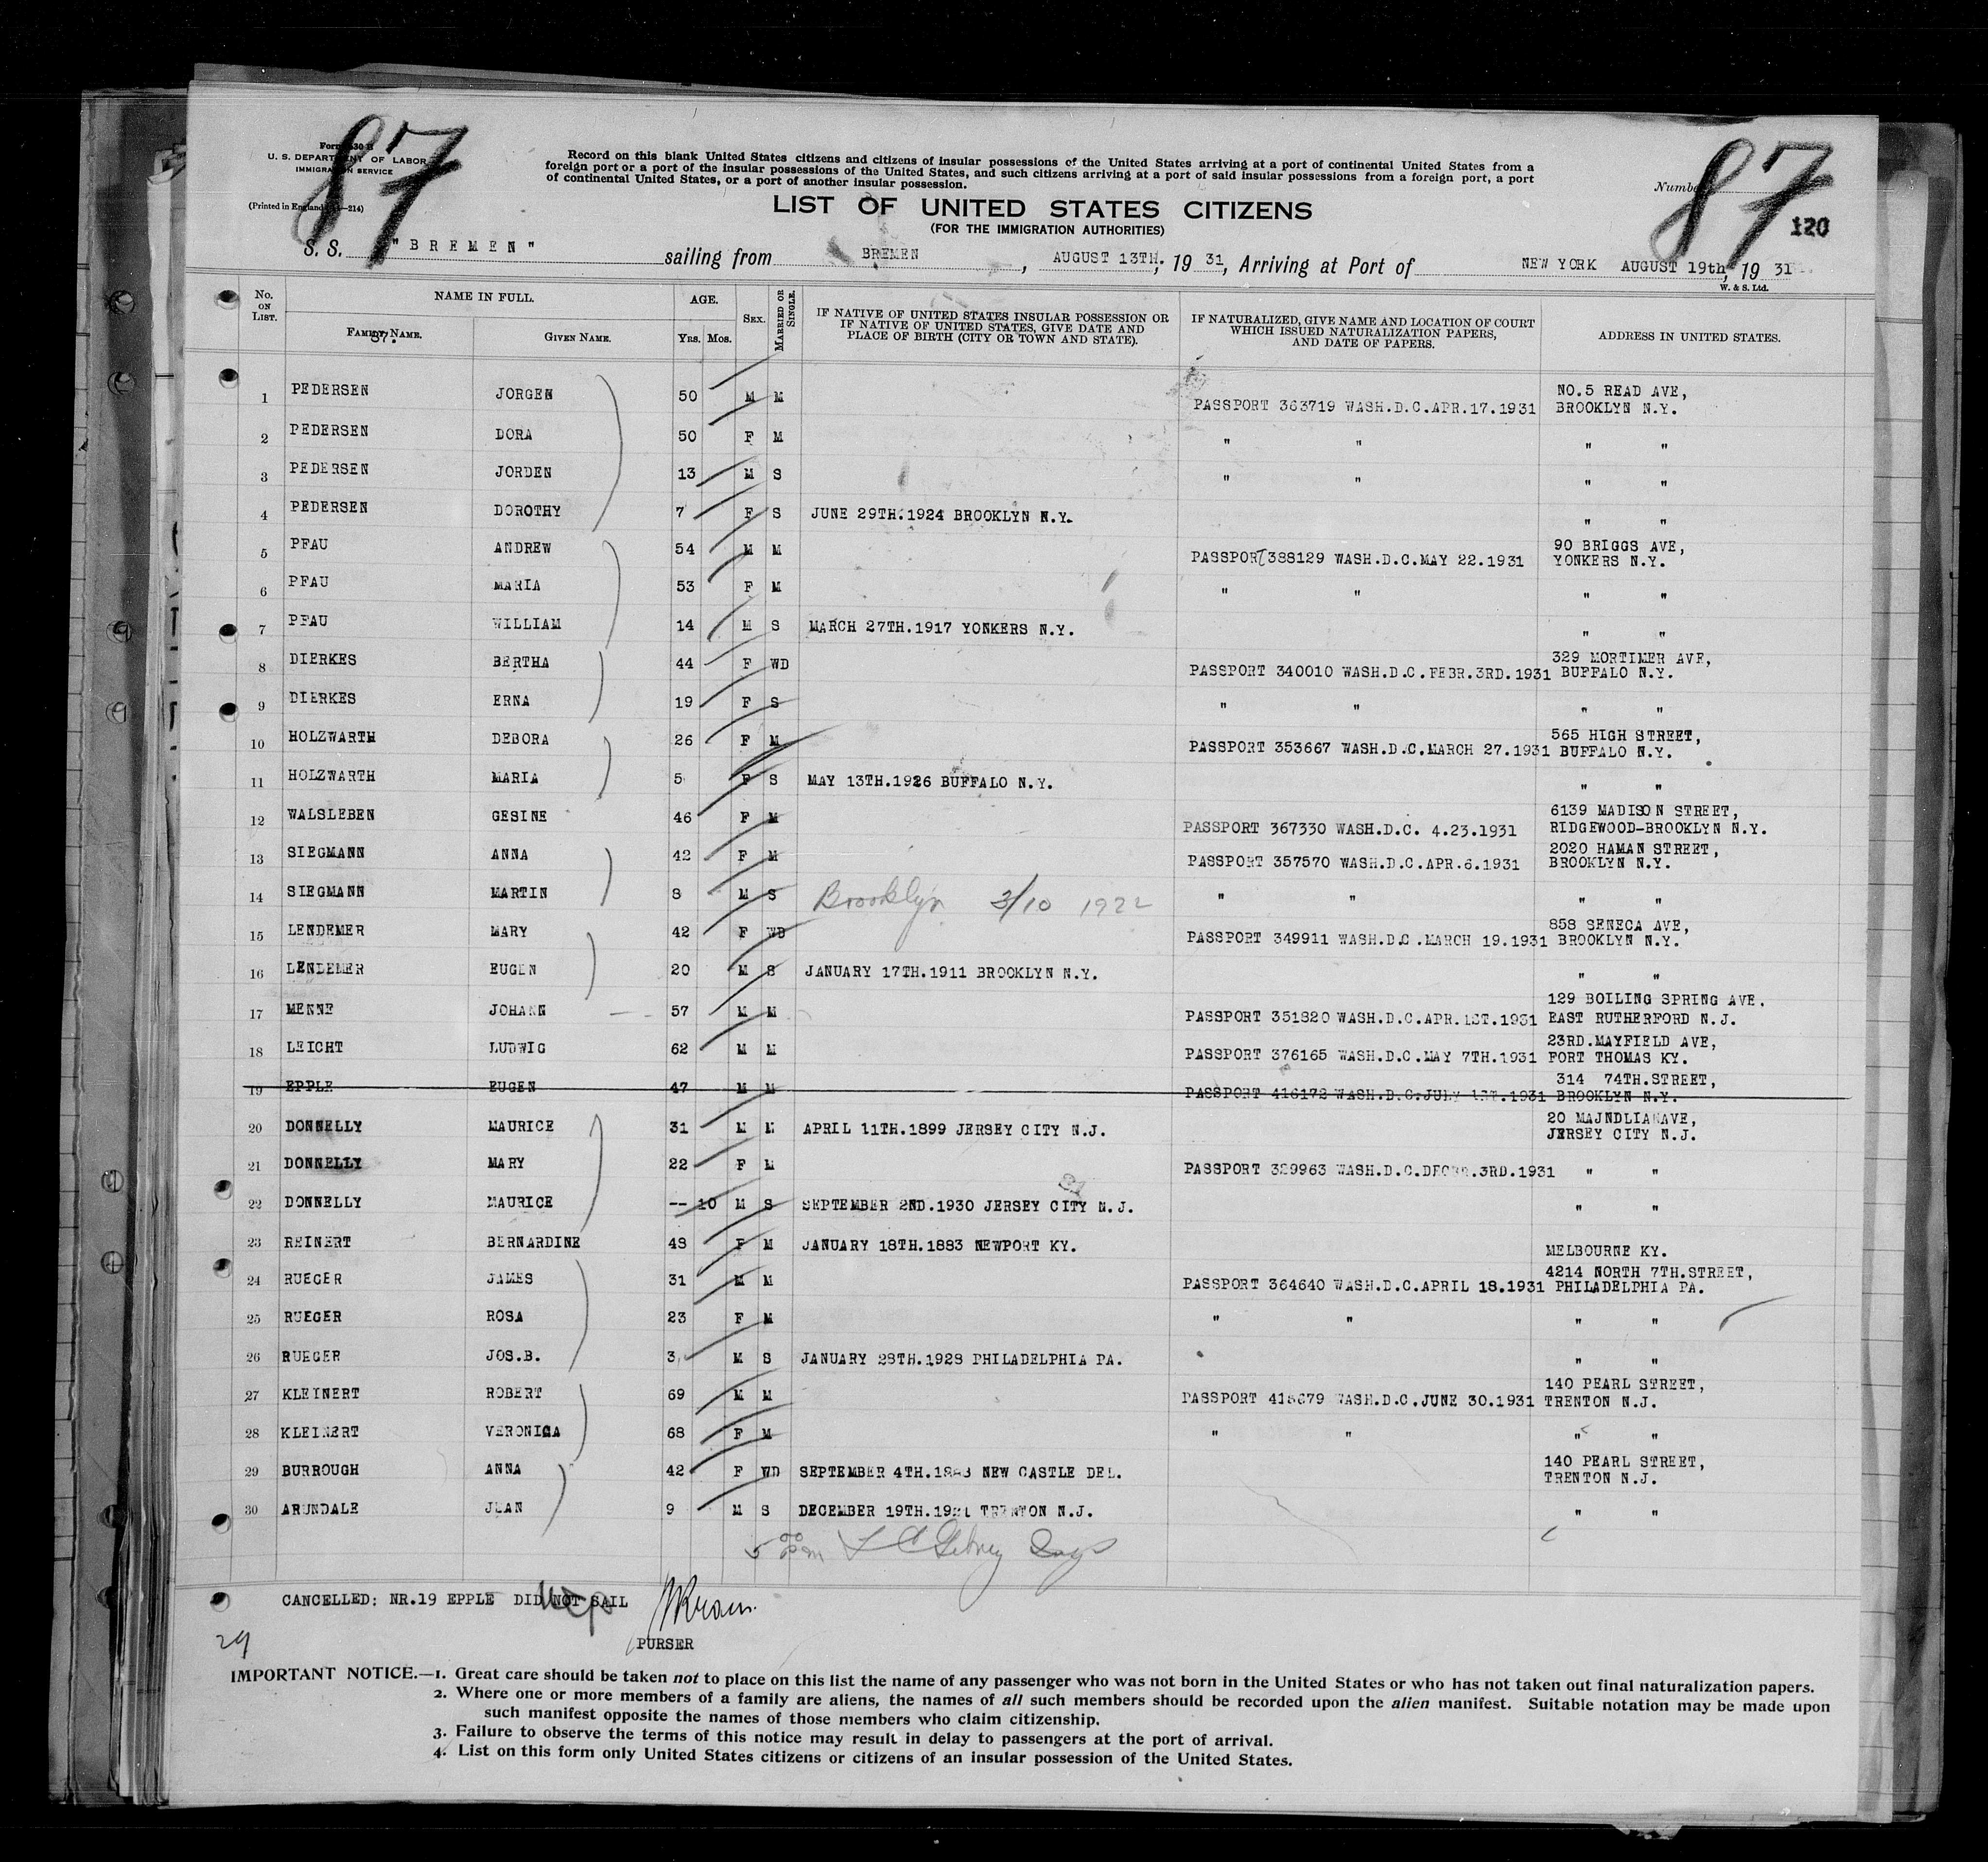 87
87
Form 630 B
U. S. DEPARTMENT OF LABOR
IMMIGRATION SERVICE
(Printed in England
—214)
Record on this blank United States citizens and citizens of insular possessions of the United States arriving at a port of continental United States from a
foreign port or a port of the insular possessions of the United States, and such citizens arriving at a port of said insular possessions from a foreign port, a port
of continental United States, or a port of another insular possession.
Number
120
LIST OF UNITED STATES CITIZENS
(FOR THE IMMIGRATION AUTHORITIES)
S. S. "BREMEN" sailing from BREMEN, AUGUST 13TH. 19 31, Arriving at Port of NEW YORK AUGUST 19th, 19 31
W. & S. Ltd.
No. ON LIST. NAME IN FULL. AGE. SEX. MARRIED OR SINGLE. IF NATIVE OF UNITED STATES INSULAR POSSESSION OR IF NATIVE OF UNITED STATES, GIVE DATE AND PLACE OF BIRTH (CITY OR TOWN AND STATE). IF NATURALIZED, GIVE NAME AND LOCATION OF COURT WHICH ISSUED NATURALIZATION PAPERS, AND DATE OF PAPERS. ADDRESS IN UNITED STATES.
FAMILY NAME. GIVEN NAME. YRS. MOS.
87.
1 PEDERSEN JORGEN 50 M M PASSPORT 363719 WASH.D.C.APR.17.1931 NO.5 READ AVE, BROOKLYN N.Y.
2 PEDERSEN DORA 50 F M " " " "
3 PEDERSEN JORDEN 13 M S " " " "
4 PEDERSEN DOROTHY 7 F S JUNE 29TH.1924 BROOKLYN N.Y. " "
5 PFAU ANDREW 54 M M PASSPORT 388129 WASH.D.C.MAY 22.1931 90 BRIGGS AVE, YONKERS N.Y.
6 PFAU MARIA 53 F M " " " "
7 PFAU WILLIAM 14 M S MARCH 27TH.1917 YONKERS N.Y. " "
8 DIERKES BERTHA 44 F WD PASSPORT 340010 WASH.D.C.FEBR.3RD.1931 329 MORTIMER AVE, BUFFALO N.Y.
9 DIERKES ERNA 19 F S " " " "
10 HOLZWARTH DEBORA 26 F M PASSPORT 353667 WASH.D.C.MARCH 27.1931 565 HIGH STREET, BUFFALO N.Y.
11 HOLZWARTH MARIA 5 F S MAY 13TH.1926 BUFFALO N.Y. " "
12 WALSLEBEN GESINE 46 F M PASSPORT 367330 WASH.D.C. 4.23.1931 6139 MADISON STREET, RIDGEWOOD-BROOKLYN N.Y.
13 SIEGMANN ANNA 42 F M PASSPORT 357570 WASH.D.C.APR.6.1931 2020 HAMAN STREET, BROOKLYN N.Y.
14 SIEGMANN MARTIN 8 M S Brooklyn 3/10 1922 " " " "
15 LENDEMER MARY 42 F WD PASSPORT 349911 WASH.D.C.MARCH 19.1931 858 SENECA AVE, BROOKLYN N.Y.
16 LENDEMER EUGEN 20 M S JANUARY 17TH.1911 BROOKLYN N.Y. " "
17 MENNE JOHANN 57 M M PASSPORT 351820 WASH.D.C.APR.1ST.1931 129 BOILING SPRING AVE. EAST RUTHERFORD N.J.
18 LEICHT LUDWIG 62 M M PASSPORT 376165 WASH.D.C.MAY 7TH.1931 23RD.MAYFIELD AVE, FORT THOMAS KY.
19 EPPLE EUGEN 47 M M PASSPORT 416172 WASH.D.C.JULY 1ST.1931 314 74TH.STREET, BROOKLYN N.Y.
20 DONNELLY MAURICE 31 M M APRIL 11TH.1899 JERSEY CITY N.J. 20 MAJNDLIANAVE, JERSEY CITY N.J.
21 DONNELLY MARY 22 F M PASSPORT 329963 WASH.D.C. 3RD.1931 " "
22 DONNELLY MAURICE -- 10 M S SEPTEMBER 2ND.1930 JERSEY CITY N.J. " "
23 REINERT BERNARDINE 48 F M JANUARY 18TH.1883 NEWPORT KY. MELBOURNE KY.
24 RUEGER JAMES 31 M M PASSPORT 364640 WASH.D.C.APRIL 18.1931 4214 NORTH 7TH.STREET, PHILADELPHIA PA.
25 RUEGER ROSA 23 F M " " " "
26 RUEGER JOS.B. 3 M S JANUARY 28TH.1928 PHILADELPHIA PA. " "
27 KLEINERT ROBERT 69 M M PASSPORT WASH.D.C.JUNE 30.1931 140 PEARL STREET, TRENTON N.J.
28 KLEINERT VERONICA 68 F M " " " "
29 BURROUGH ANNA 42 F WD SEPTEMBER 4TH. NEW CASTLE DEL. 140 PEARL STREET, TRENTON N.J.
30 ARUNDALE JEAN 9 M S DECEMBER 19TH.1921 TRENTON N.J. " "
CANCELLED: NR.19 EPPLE DID NOT SAIL
PURSER
29
IMPORTANT NOTICE.—1. Great care should be taken not to place on this list the name of any passenger who was not born in the United States or who has not taken out final naturalization papers.
2. Where one or more members of a family are aliens, the names of all such members should be recorded upon the alien manifest. Suitable notation may be made upon
such manifest opposite the names of those members who claim citizenship.
3. Failure to observe the terms of this notice may result in delay to passengers at the port of arrival.
4. List on this form only United States citizens or citizens of an insular possession of the United States.